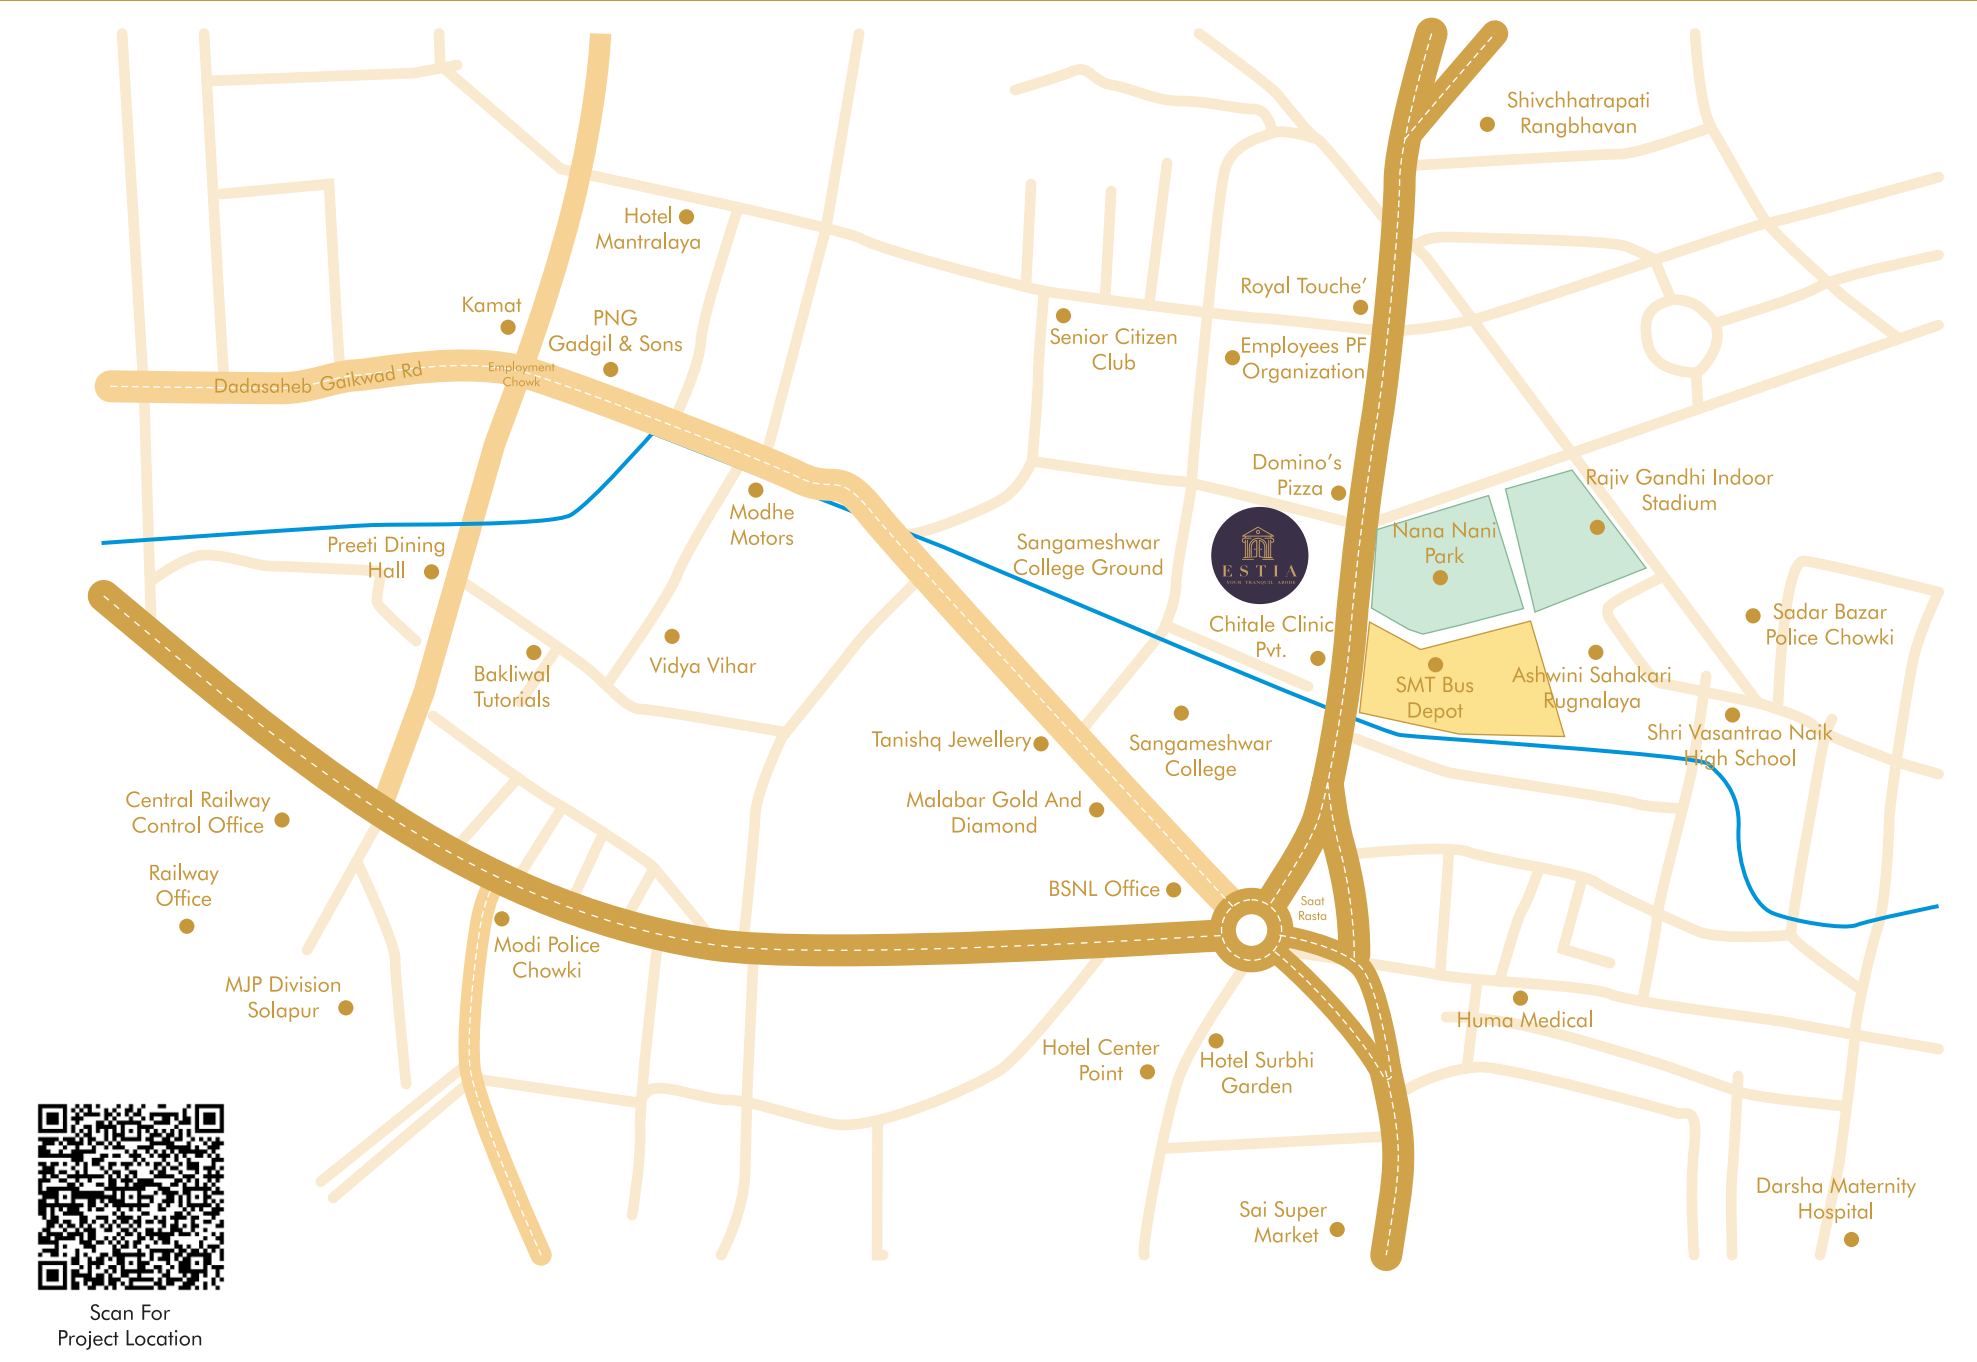 Shivchhatrapati
Rangbhavan
Hotel
Mantralaya
Royal Touche’
Kamat
PNG
Gadgil & Sons
Senior Citizen
Club
Employees PF
Organization
Dadasaheb Gaikwad Rd
Employment
Chowk
Domino’s
Pizza
Rajiv Gandhi Indoor
Stadium
Modhe
Motors
Nana Nani
Park
Preeti Dining
Hall
Sangameshwar
College Ground
ESTIA
YOUR TRANQUIL ABODE
Chitale Clinic
Pvt.
Sadar Bazar
Police Chowki
Bakliwal
Tutorials
Vidya Vihar
SMT Bus
Depot
Ashwini Sahakari
Rugnalaya
Tanishq Jewellery
Sangameshwar
College
Shri Vasantrao Naik
High School
Central Railway
Control Office
Malabar Gold And
Diamond
Railway
Office
BSNL Office
Saat
Rasta
Modi Police
Chowki
MJP Division
Solapur
Huma Medical
Hotel Center
Point
Hotel Surbhi
Garden
Sai Super
Market
Darsha Maternity
Hospital
Scan For
Project Location